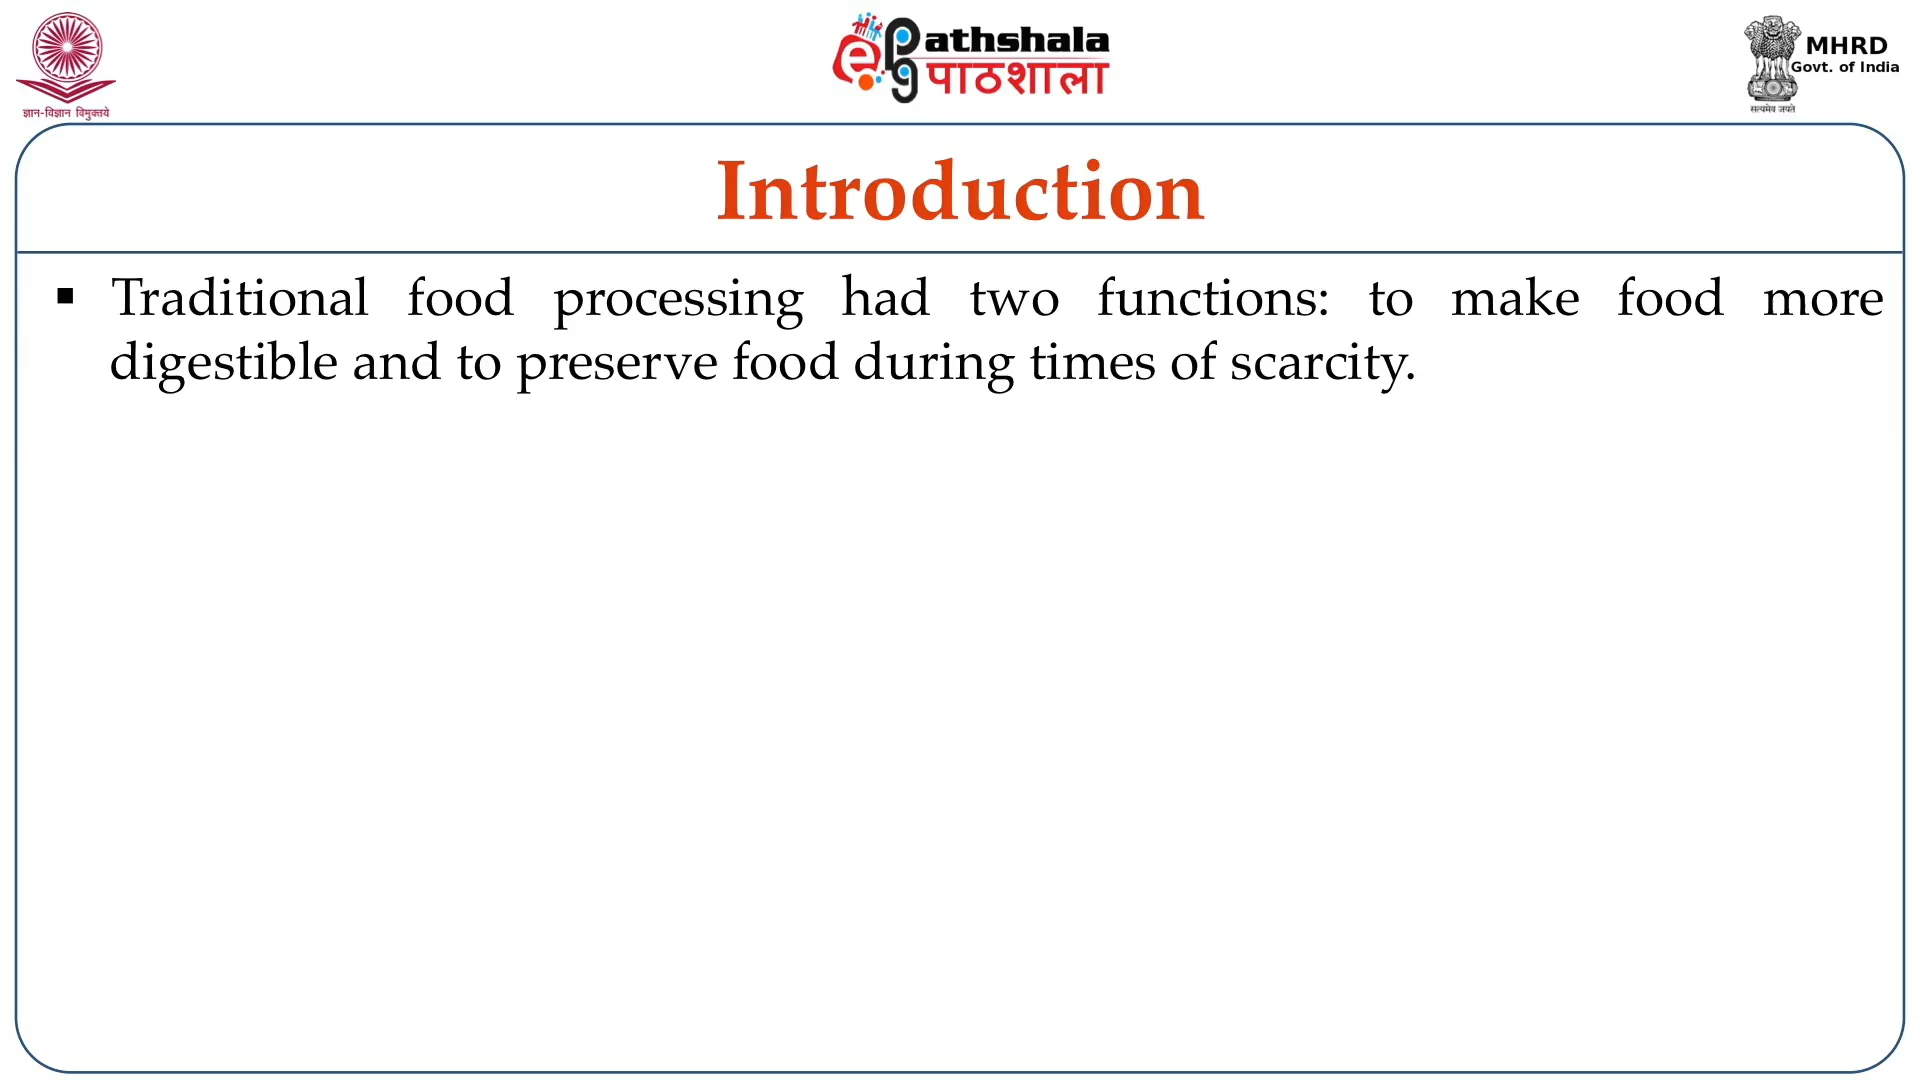 ज्ञान-विज्ञान विमुक्तये
e Pg Pathshala
पाठशाला
MHRD
Govt. of India
सत्यमेव जयते
Introduction
▪ Traditional food processing had two functions: to make food more
digestible and to preserve food during times of scarcity.